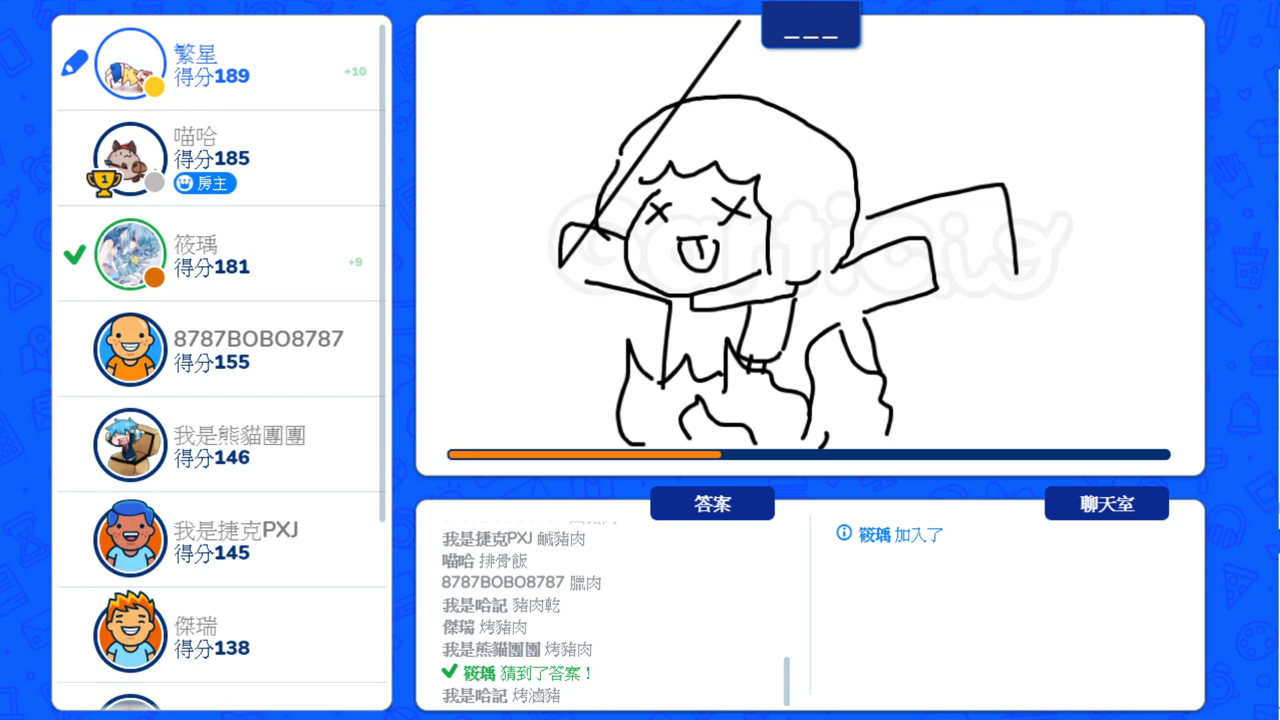 繁星
得分189
+10
喵哈
得分185
1
房主
筱瑀
得分181
+9
8787BOBO8787
得分155
我是熊貓團團
得分146
我是捷克PXJ
得分145
傑瑞
得分138
_ _ _
Gartic.io
答案
我是捷克PXJ 鹹豬肉
喵哈 排骨飯
8787BOBO8787 臘肉
我是哈記 豬肉乾
傑瑞 烤豬肉
我是熊貓團團 烤豬肉
筱瑀 猜到了答案！
我是哈記 烤滷豬
聊天室
筱瑀 加入了